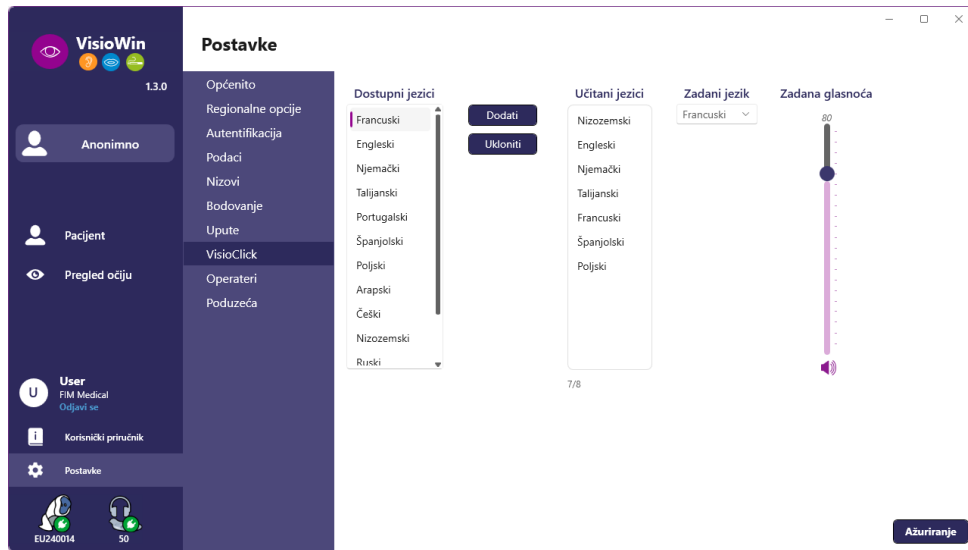 VisioWin
1.3.0
Anonimno
Pacijent
Pregled očiju
U
User
FIM Medical
Odjavi se
Korisnički priručnik
Postavke
EU240014
50
Postavke
Općenito
Regionalne opcije
Autentifikacija
Podaci
Nizovi
Bodovanje
Upute
VisioClick
Operateri
Poduzeća
Dostupni jezici
Francuski
Engleski
Njemački
Talijanski
Portugalski
Španjolski
Poljski
Arapski
Češki
Nizozemski
Ruski
Dodati
Ukloniti
Učitani jezici
Nizozemski
Engleski
Njemački
Talijanski
Francuski
Španjolski
Poljski
7/8
Zadani jezik
Francuski
Zadana glasnoća
80
Ažuriranje